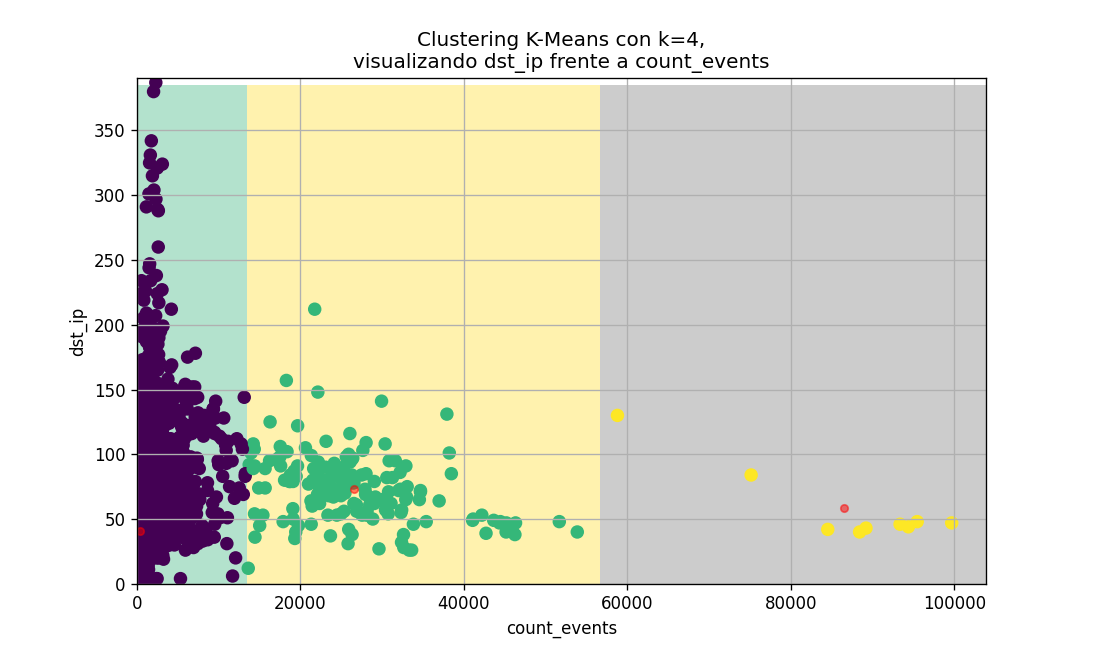 Clustering K-Means con k=4,
visualizando dst_ip frente a count_events
350
300
250
200
150
100
50
0
dst_ip
0 20000 40000 60000 80000 100000
count_events